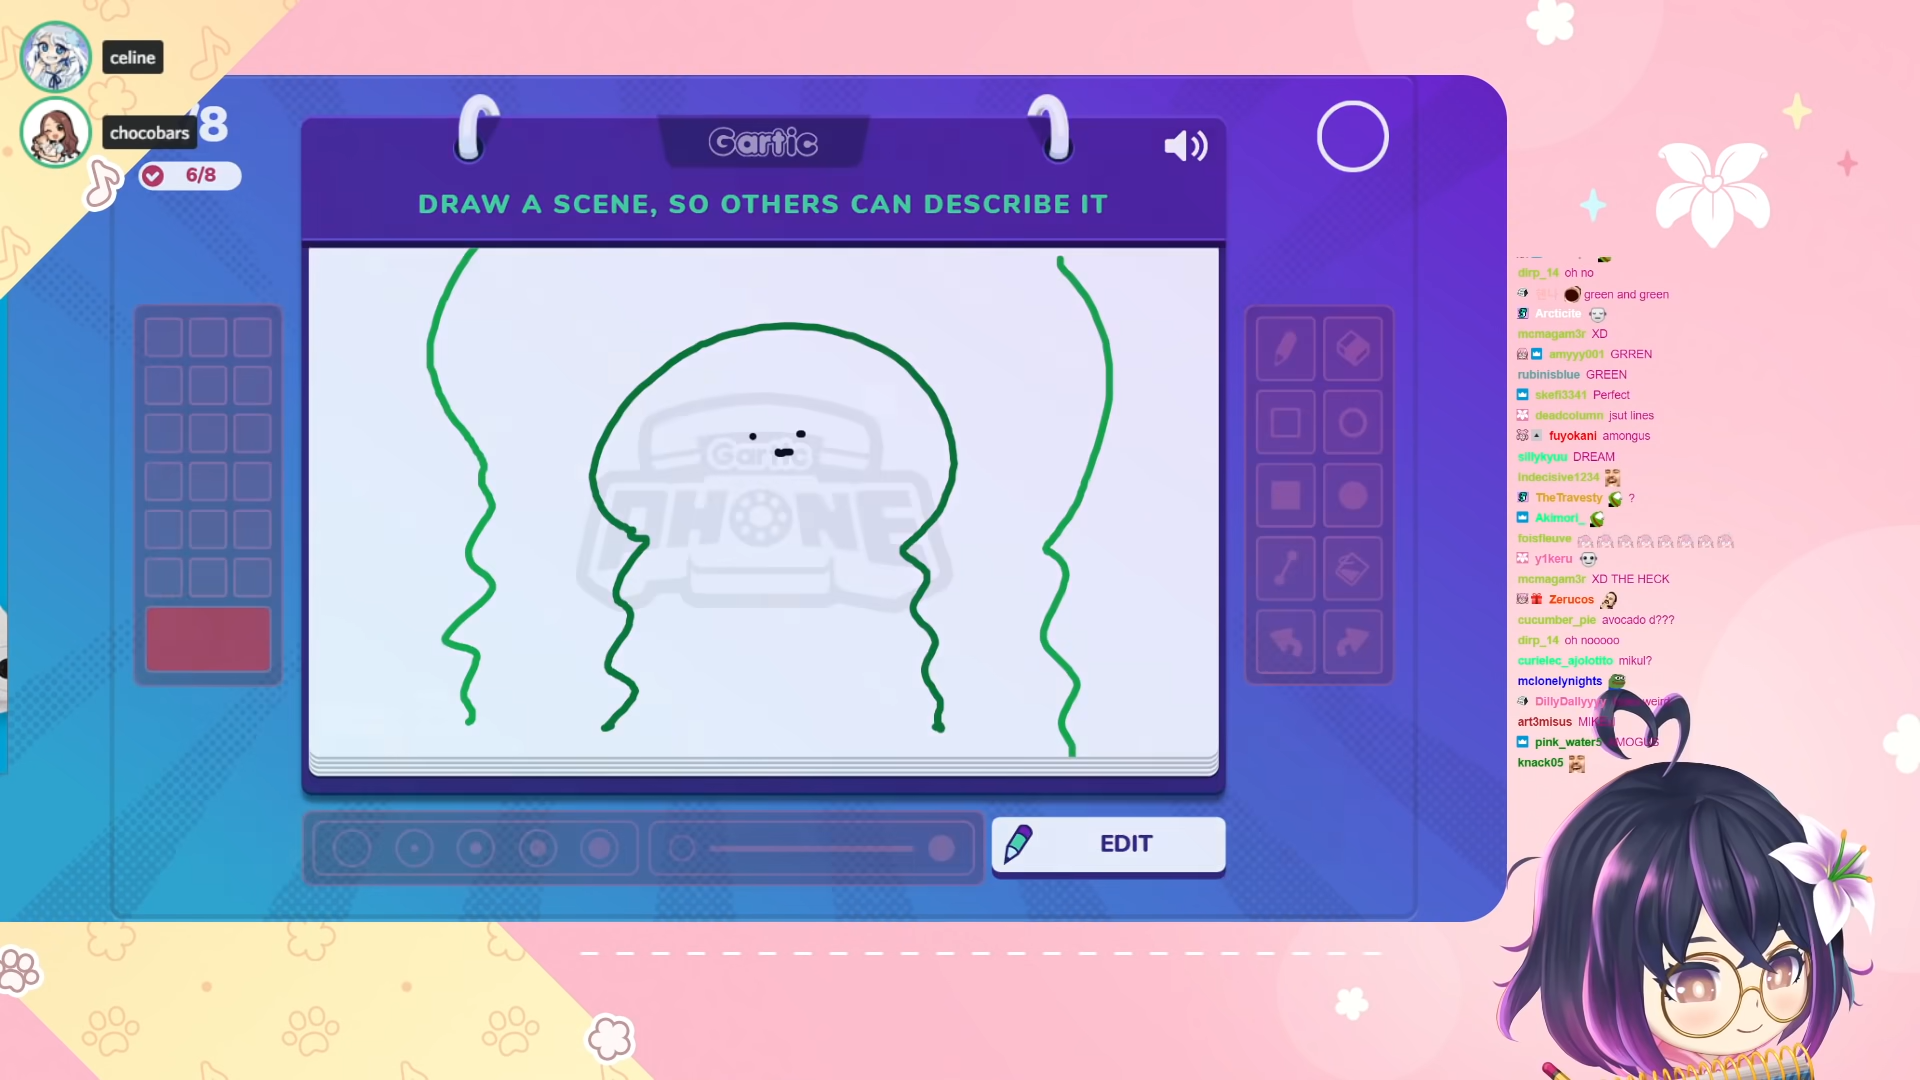 celine
chocobars
/8
6/8
Gartic
DRAW A SCENE, SO OTHERS CAN DESCRIBE IT
Gartic
PHONE
EDIT
dirp_14 oh no
green and green
Arcticite
mcmagam3r XD
amyyy001 GRREN
rubinisblue GREEN
skefi3341 Perfect
deadcolumn jsut lines
fuyokani amongus
sillykyuu DREAM
Indecisive1234
TheTravesty ?
Akimori_
foisfleuve
y1keru
mcmagam3r XD THE HECK
Zerucos
cucumber_pie avocado d???
dirp_14 oh nooooo
curielec_ajolotito mikul?
mclonelynights
DillyDallyyyy
art3misus
pink_water5
knack05